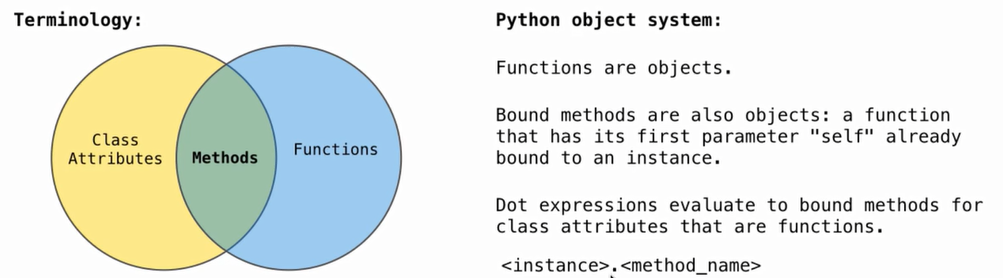 Terminology:
Class
Attributes
Methods
Functions
Python object system:
Functions are objects.
Bound methods are also objects: a function
that has its first parameter "self" already
bound to an instance.
Dot expressions evaluate to bound methods for
class attributes that are functions.
<instance>.<method_name>